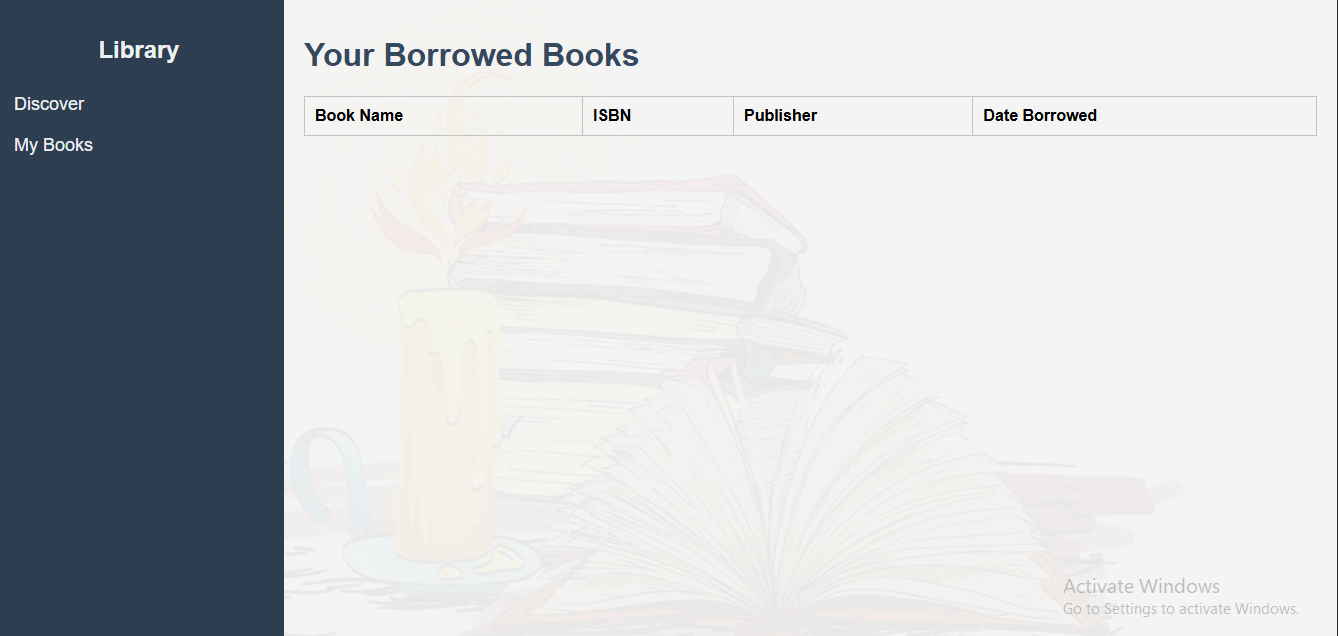 Library
Discover
My Books
Your Borrowed Books
Book Name ISBN Publisher Date Borrowed
Activate Windows
Go to Settings to activate Windows.